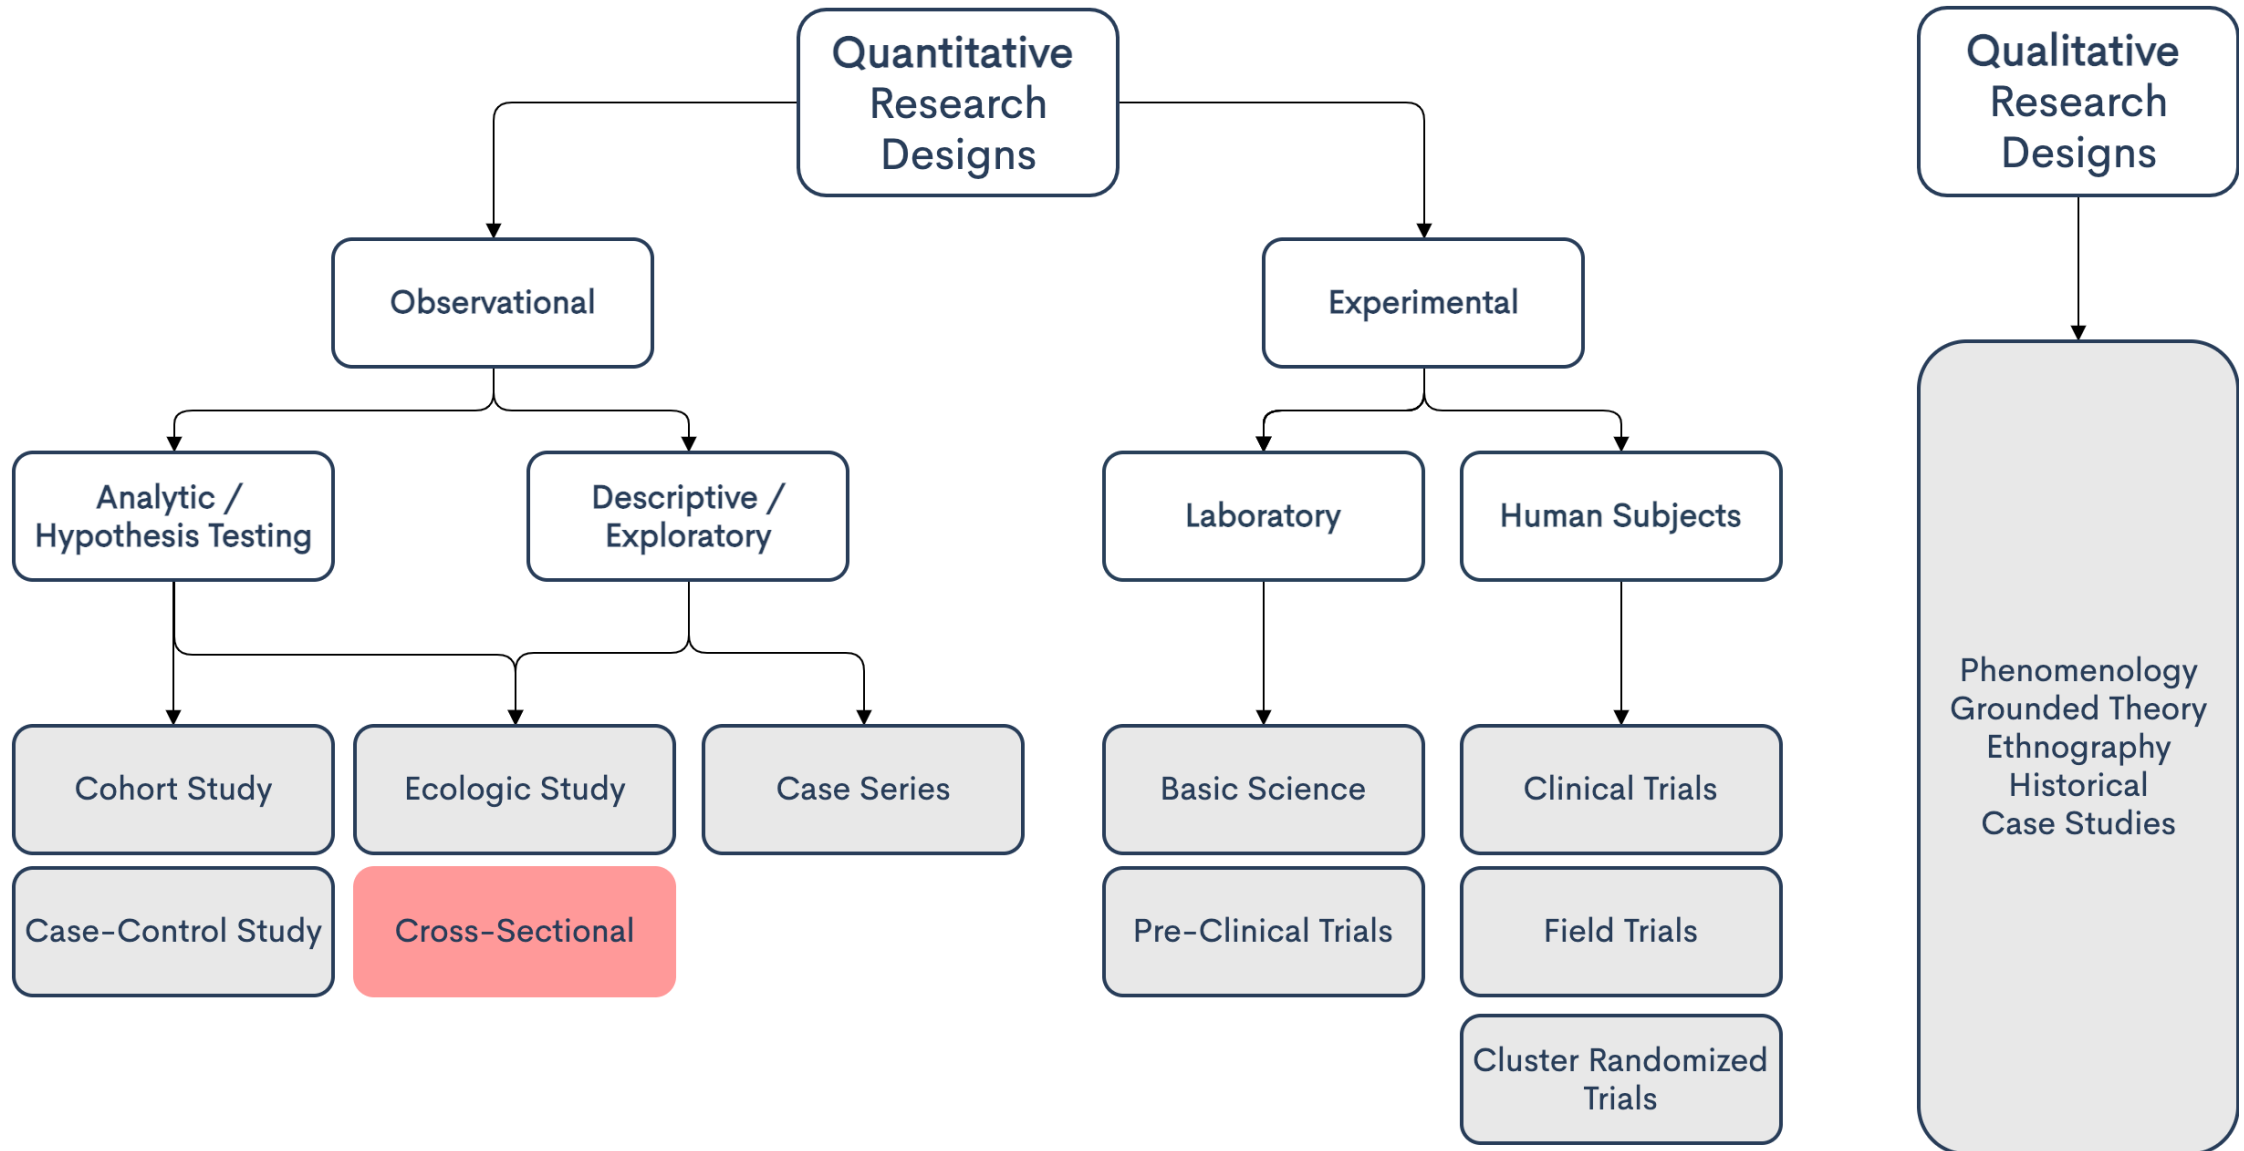 Quantitative
Research
Designs
Qualitative
Research
Designs
Observational
Experimental
Analytic /
Hypothesis Testing
Descriptive /
Exploratory
Laboratory
Human Subjects
Cohort Study
Ecologic Study
Case Series
Basic Science
Clinical Trials
Case-Control Study
Cross-Sectional
Pre-Clinical Trials
Field Trials
Cluster Randomized
Trials
Phenomenology
Grounded Theory
Ethnography
Historical
Case Studies